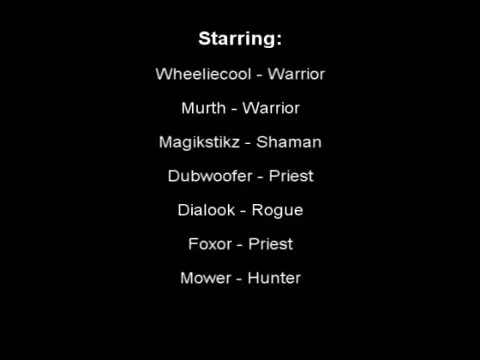 Starring:
Wheeliecool - Warrior
Murth - Warrior
Magikstikz - Shaman
Dubwoofer - Priest
Dialook - Rogue
Foxor - Priest
Mower - Hunter